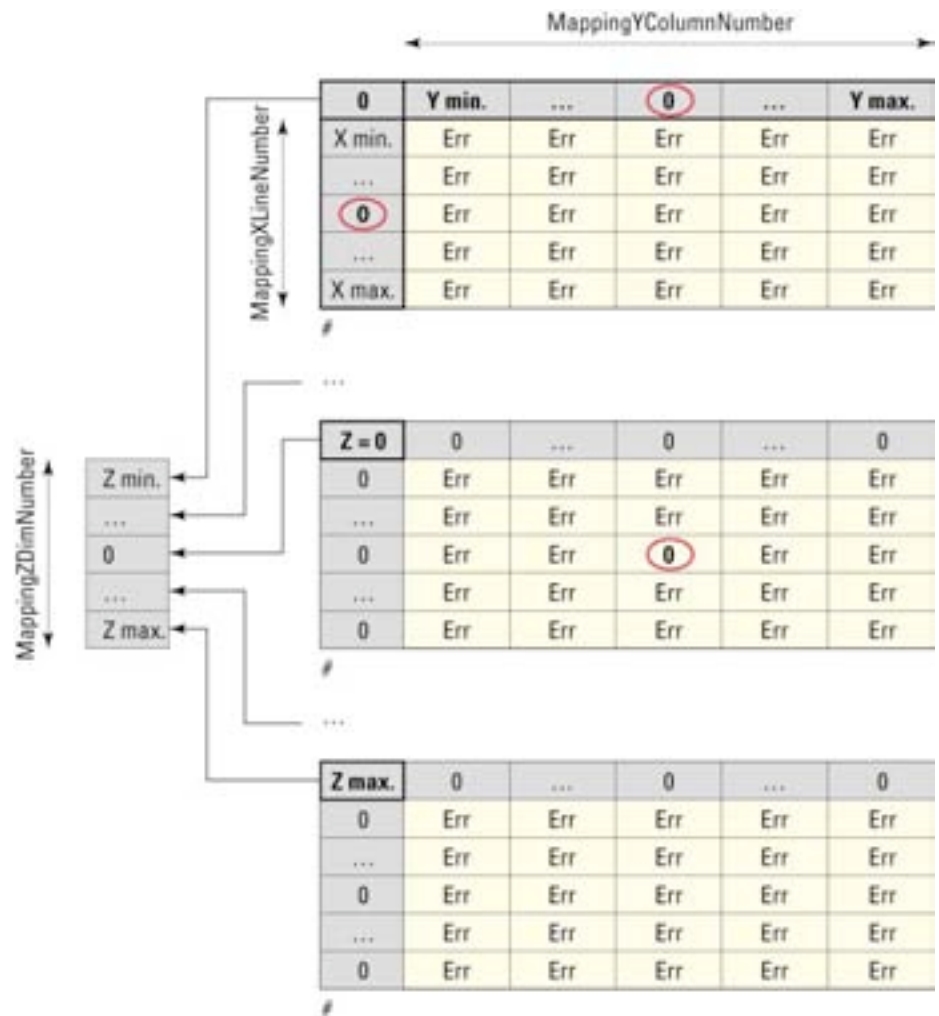 MappingYColumnNumber
0 Y min. ... 0 ... Y max.
MappingXLineNumber
X min. Err Err Err Err Err
... Err Err Err Err Err
0 Err Err Err Err Err
... Err Err Err Err Err
X max. Err Err Err Err Err
#
...
Z = 0 0 ... 0 ... 0
0 Err Err Err Err Err
... Err Err Err Err Err
0 Err Err 0 Err Err
... Err Err Err Err Err
0 Err Err Err Err Err
#
MappingZDimNumber
Z min.
...
0
...
Z max.
...
Z max. 0 ... 0 ... 0
0 Err Err Err Err Err
... Err Err Err Err Err
0 Err Err Err Err Err
... Err Err Err Err Err
0 Err Err Err Err Err
#